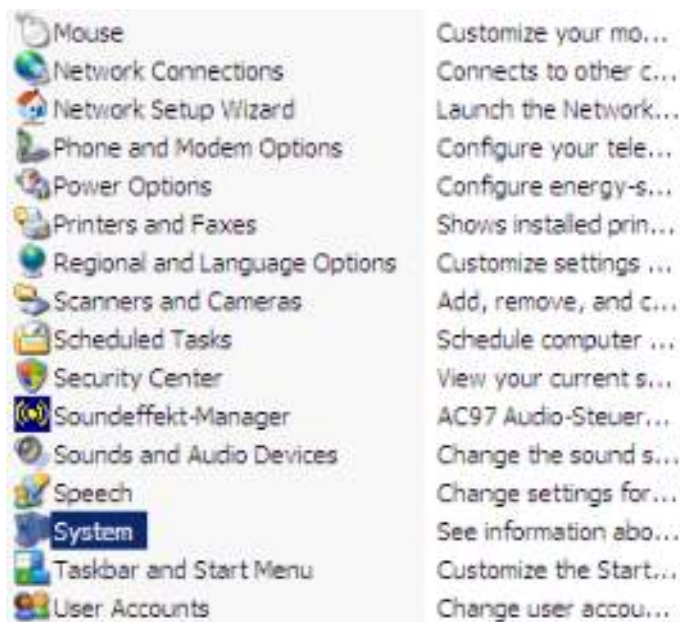 Mouse Customize your mo...
Network Connections Connects to other c...
Network Setup Wizard Launch the Network...
Phone and Modem Options Configure your tele...
Power Options Configure energy-s...
Printers and Faxes Shows installed prin...
Regional and Language Options Customize settings ...
Scanners and Cameras Add, remove, and c...
Scheduled Tasks Schedule computer ...
Security Center View your current s...
Soundeffekt-Manager AC97 Audio-Steuer...
Sounds and Audio Devices Change the sound s...
Speech Change settings for...
System See information abo...
Taskbar and Start Menu Customize the Start...
User Accounts Change user accou...